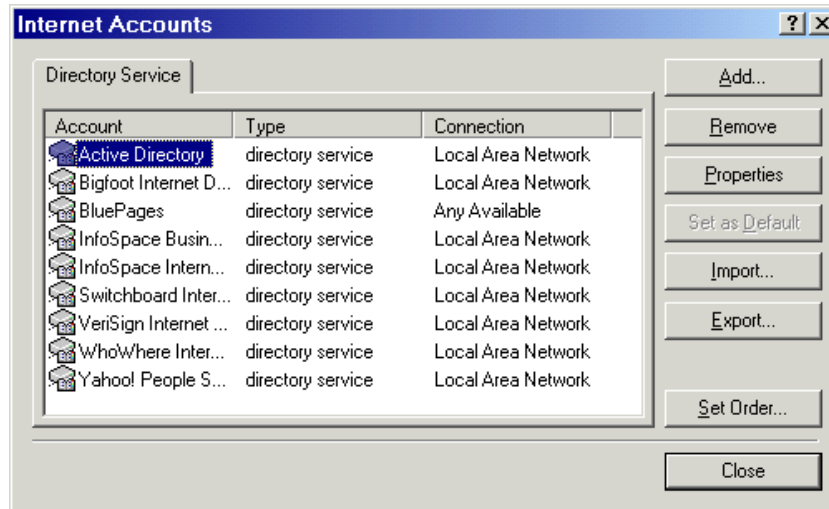 Internet Accounts
Directory Service
Add...
Account Type Connection
Remove
Active Directory directory service Local Area Network
Bigfoot Internet D... directory service Local Area Network
Properties
BluePages directory service Any Available
Set as Default
InfoSpace Busin... directory service Local Area Network
InfoSpace Intern... directory service Local Area Network
Import...
Switchboard Inter... directory service Local Area Network
VeriSign Internet ... directory service Local Area Network
Export...
WhoWhere Inter... directory service Local Area Network
Yahoo! People S... directory service Local Area Network
Set Order...
Close